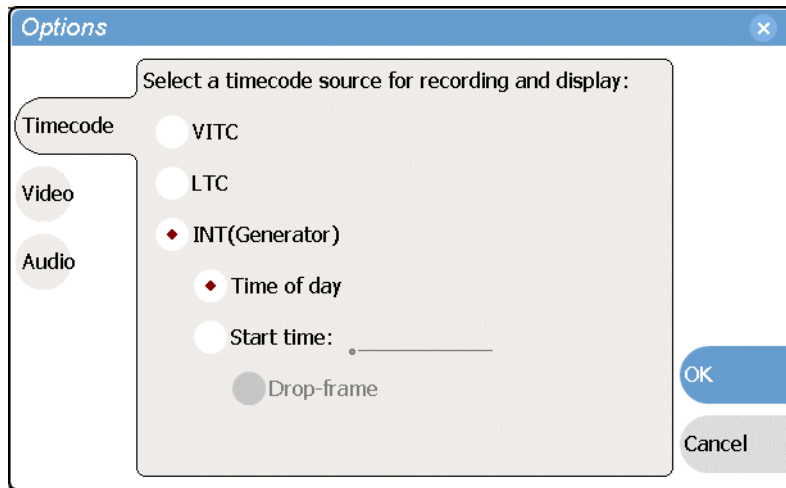 Options
Select a timecode source for recording and display:
Timecode
VITC
LTC
Video
INT(Generator)
Audio
Time of day
Start time:
Drop-frame
OK
Cancel